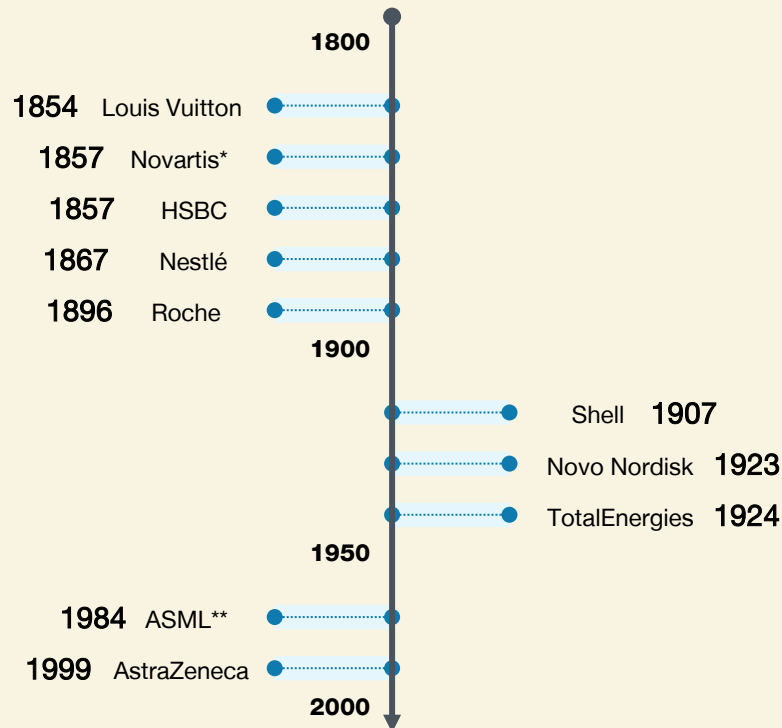 1800
1854 Louis Vuitton
1857 Novartis*
1857 HSBC
1867 Nestlé
1896 Roche
1900
Shell 1907
Novo Nordisk 1923
TotalEnergies 1924
1950
1984 ASML**
1999 AstraZeneca
2000